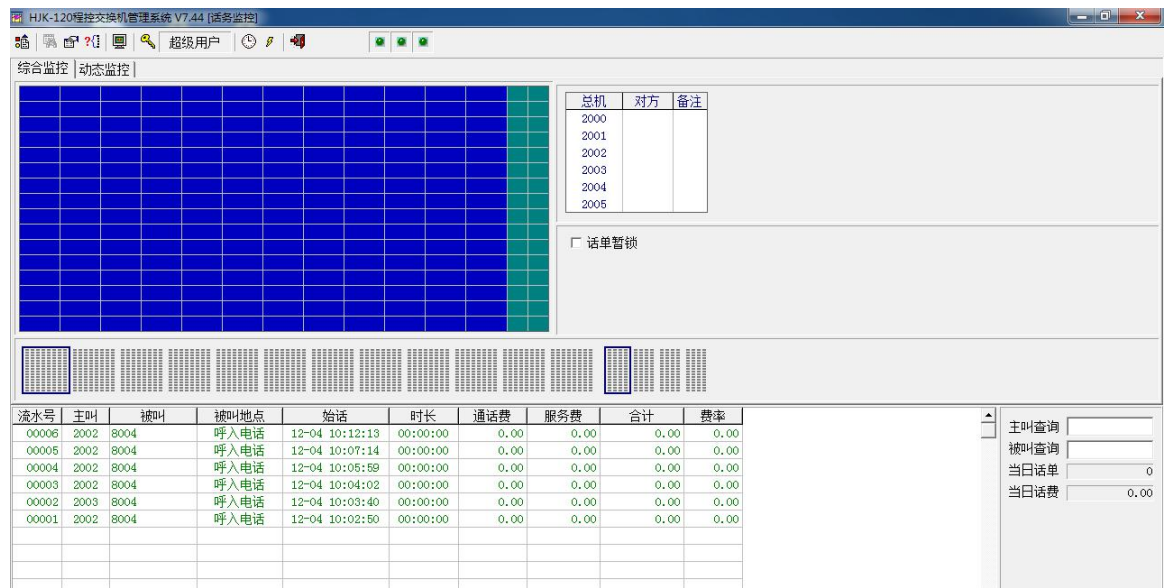 HJK-120程控交换机管理系统 V7.44 [话务监控]
超级用户
综合监控 动态监控
总机 对方 备注
2000
2001
2002
2003
2004
2005
话单暂锁
流水号 主叫 被叫 被叫地点 始话 时长 通话费 服务费 合计 费率
00006 2002 8004 呼入电话 12-04 10:12:13 00:00:00 0.00 0.00 0.00 0.00
00005 2002 8004 呼入电话 12-04 10:07:14 00:00:00 0.00 0.00 0.00 0.00
00004 2002 8004 呼入电话 12-04 10:05:59 00:00:00 0.00 0.00 0.00 0.00
00003 2002 8004 呼入电话 12-04 10:04:02 00:00:00 0.00 0.00 0.00 0.00
00002 2003 8004 呼入电话 12-04 10:03:40 00:00:00 0.00 0.00 0.00 0.00
00001 2002 8004 呼入电话 12-04 10:02:50 00:00:00 0.00 0.00 0.00 0.00
主叫查询
被叫查询
当日话单 0
当日话费 0.00